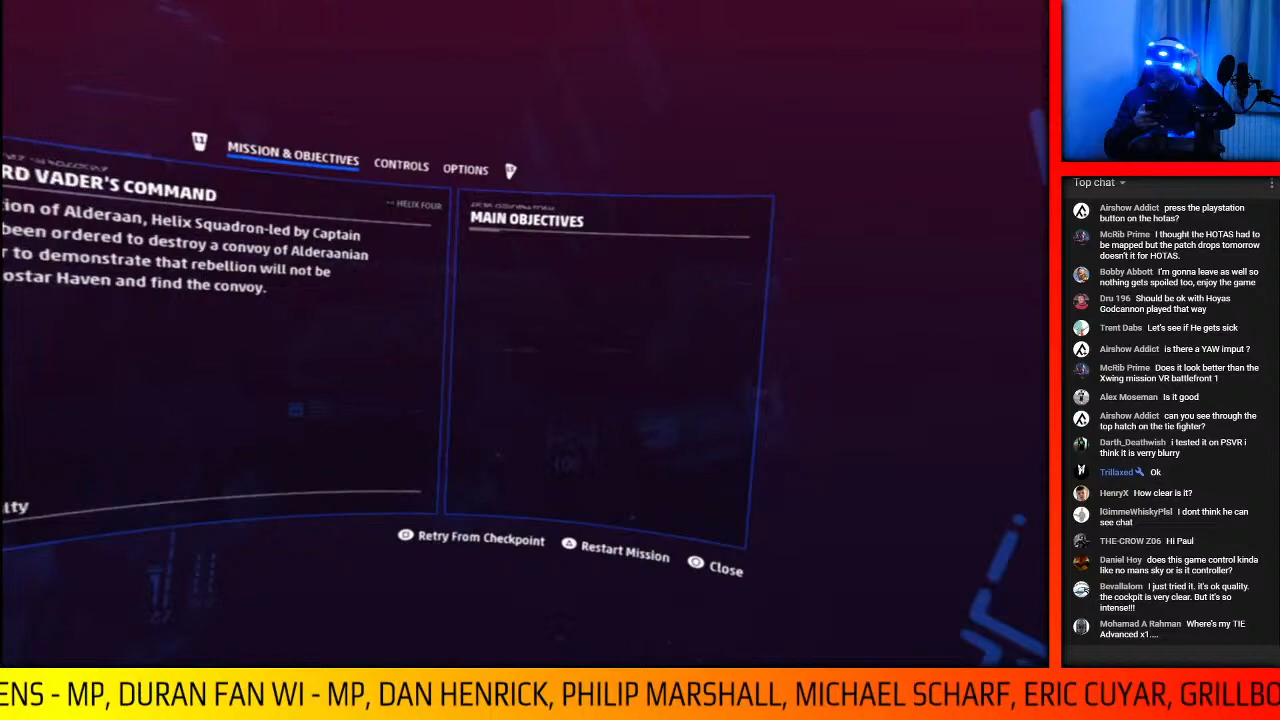 L1
MISSION & OBJECTIVES
CONTROLS
OPTIONS
RD VADER'S COMMAND
HELIX FOUR
ion of Alderaan, Helix Squadron-led by Captain
been ordered to destroy a convoy of Alderaanian
r to demonstrate that rebellion will not be
ostar Haven and find the convoy.
lty
MAIN OBJECTIVES
Retry From Checkpoint
Restart Mission
Close
Top chat
Airshow Addict press the playstation
button on the hotas?
McRib Prime I thought the HOTAS had to
be mapped but the patch drops tomorrow
doesn't it for HOTAS.
Bobby Abbott I'm gonna leave as well so
nothing gets spoiled too, enjoy the game
Dru 196 Should be ok with Hoyas
Godcannon played that way
Trent Dabs Let's see if He gets sick
Airshow Addict is there a YAW imput ?
McRib Prime Does it look better than the
Xwing mission VR battlefront 1
Alex Moseman Is it good
Airshow Addict can you see through the
top hatch on the tie fighter?
Darth_Deathwish i tested it on PSVR i
think it is verry blurry
Trillaxed Ok
HenryX How clear is it?
IGimmeWhiskyPlsI I dont think he can
see chat
THE-CROW Z06 Hi Paul
Daniel Hoy does this game control kinda
like no mans sky or is it controller?
Bevallalom I just tried it. it's ok quality.
the cockpit is very clear. But it's so
intense!!!
Mohamad A Rahman Where's my TIE
Advanced x1....
ENS - MP, DURAN FAN WI - MP, DAN HENRICK, PHILIP MARSHALL, MICHAEL SCHARF, ERIC CUYAR, GRILLBO